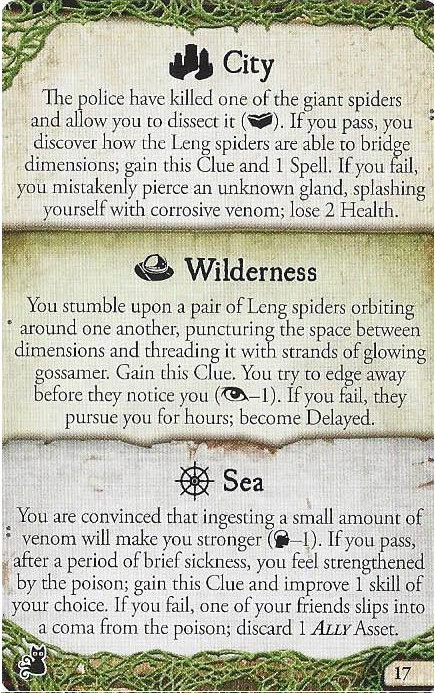 City
The police have killed one of the giant spiders
and allow you to dissect it (). If you pass, you
discover how the Leng spiders are able to bridge
dimensions; gain this Clue and 1 Spell. If you fail,
you mistakenly pierce an unknown gland, splashing
yourself with corrosive venom; lose 2 Health.
Wilderness
You stumble upon a pair of Leng spiders orbiting
around one another, puncturing the space between
dimensions and threading it with strands of glowing
gossamer. Gain this Clue. You try to edge away
before they notice you (–1). If you fail, they
pursue you for hours; become Delayed.
Sea
You are convinced that ingesting a small amount of
venom will make you stronger (–1). If you pass,
after a period of brief sickness, you feel strengthened
by the poison; gain this Clue and improve 1 skill of
your choice. If you fail, one of your friends slips into
a coma from the poison; discard 1 ALLY Asset.
17